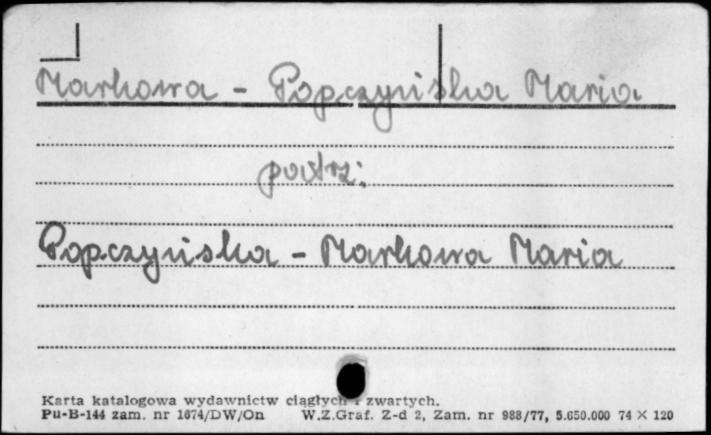 Markowa - Popczyńska Maria
patrz:
Popczyńska - Markowa Maria
Karta katalogowa wydawnictw ciągłych i zwartych.
Pu-B-144 zam. nr 1674/DW/On W.Z.Graf. Z-d 2, Zam. nr 988/77, 5.650.000 74 × 120